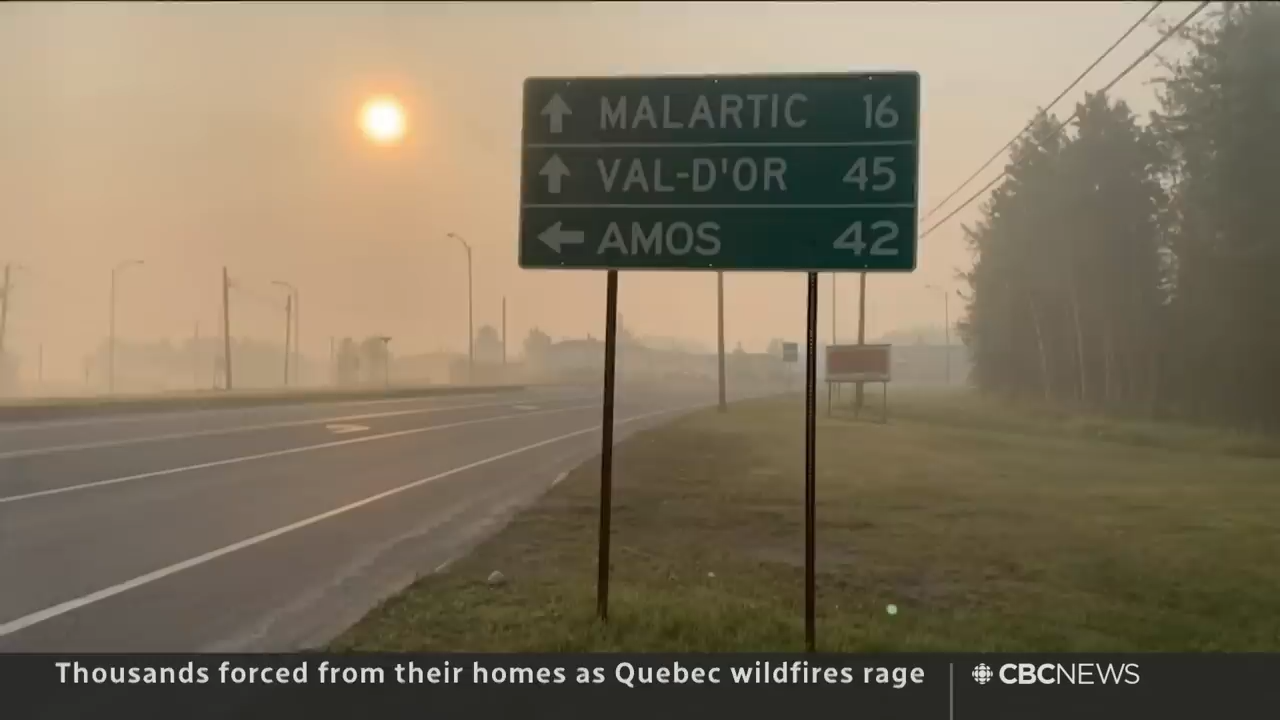 MALARTIC 16
VAL-D'OR 45
AMOS 42
Thousands forced from their homes as Quebec wildfires rage
CBCNEWS